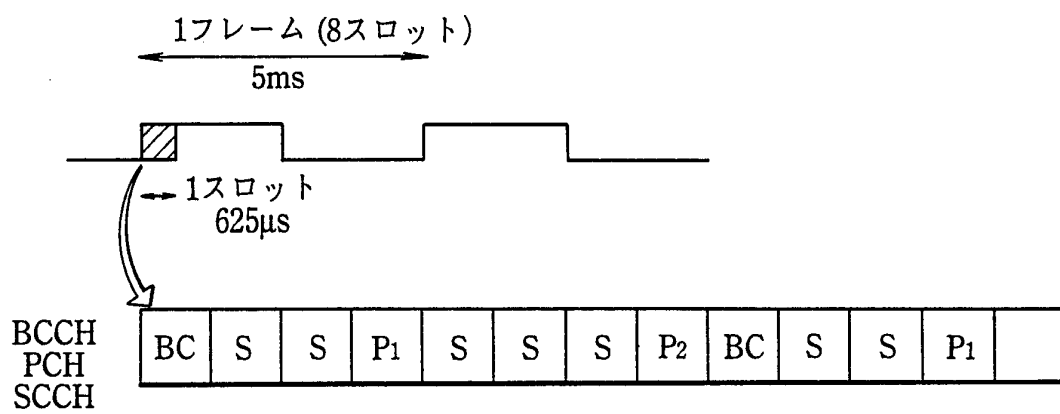 1フレーム (8スロット)
5ms
1スロット
625μs
BCCH
PCH
SCCH
BC S S P1 S S S P2 BC S S P1